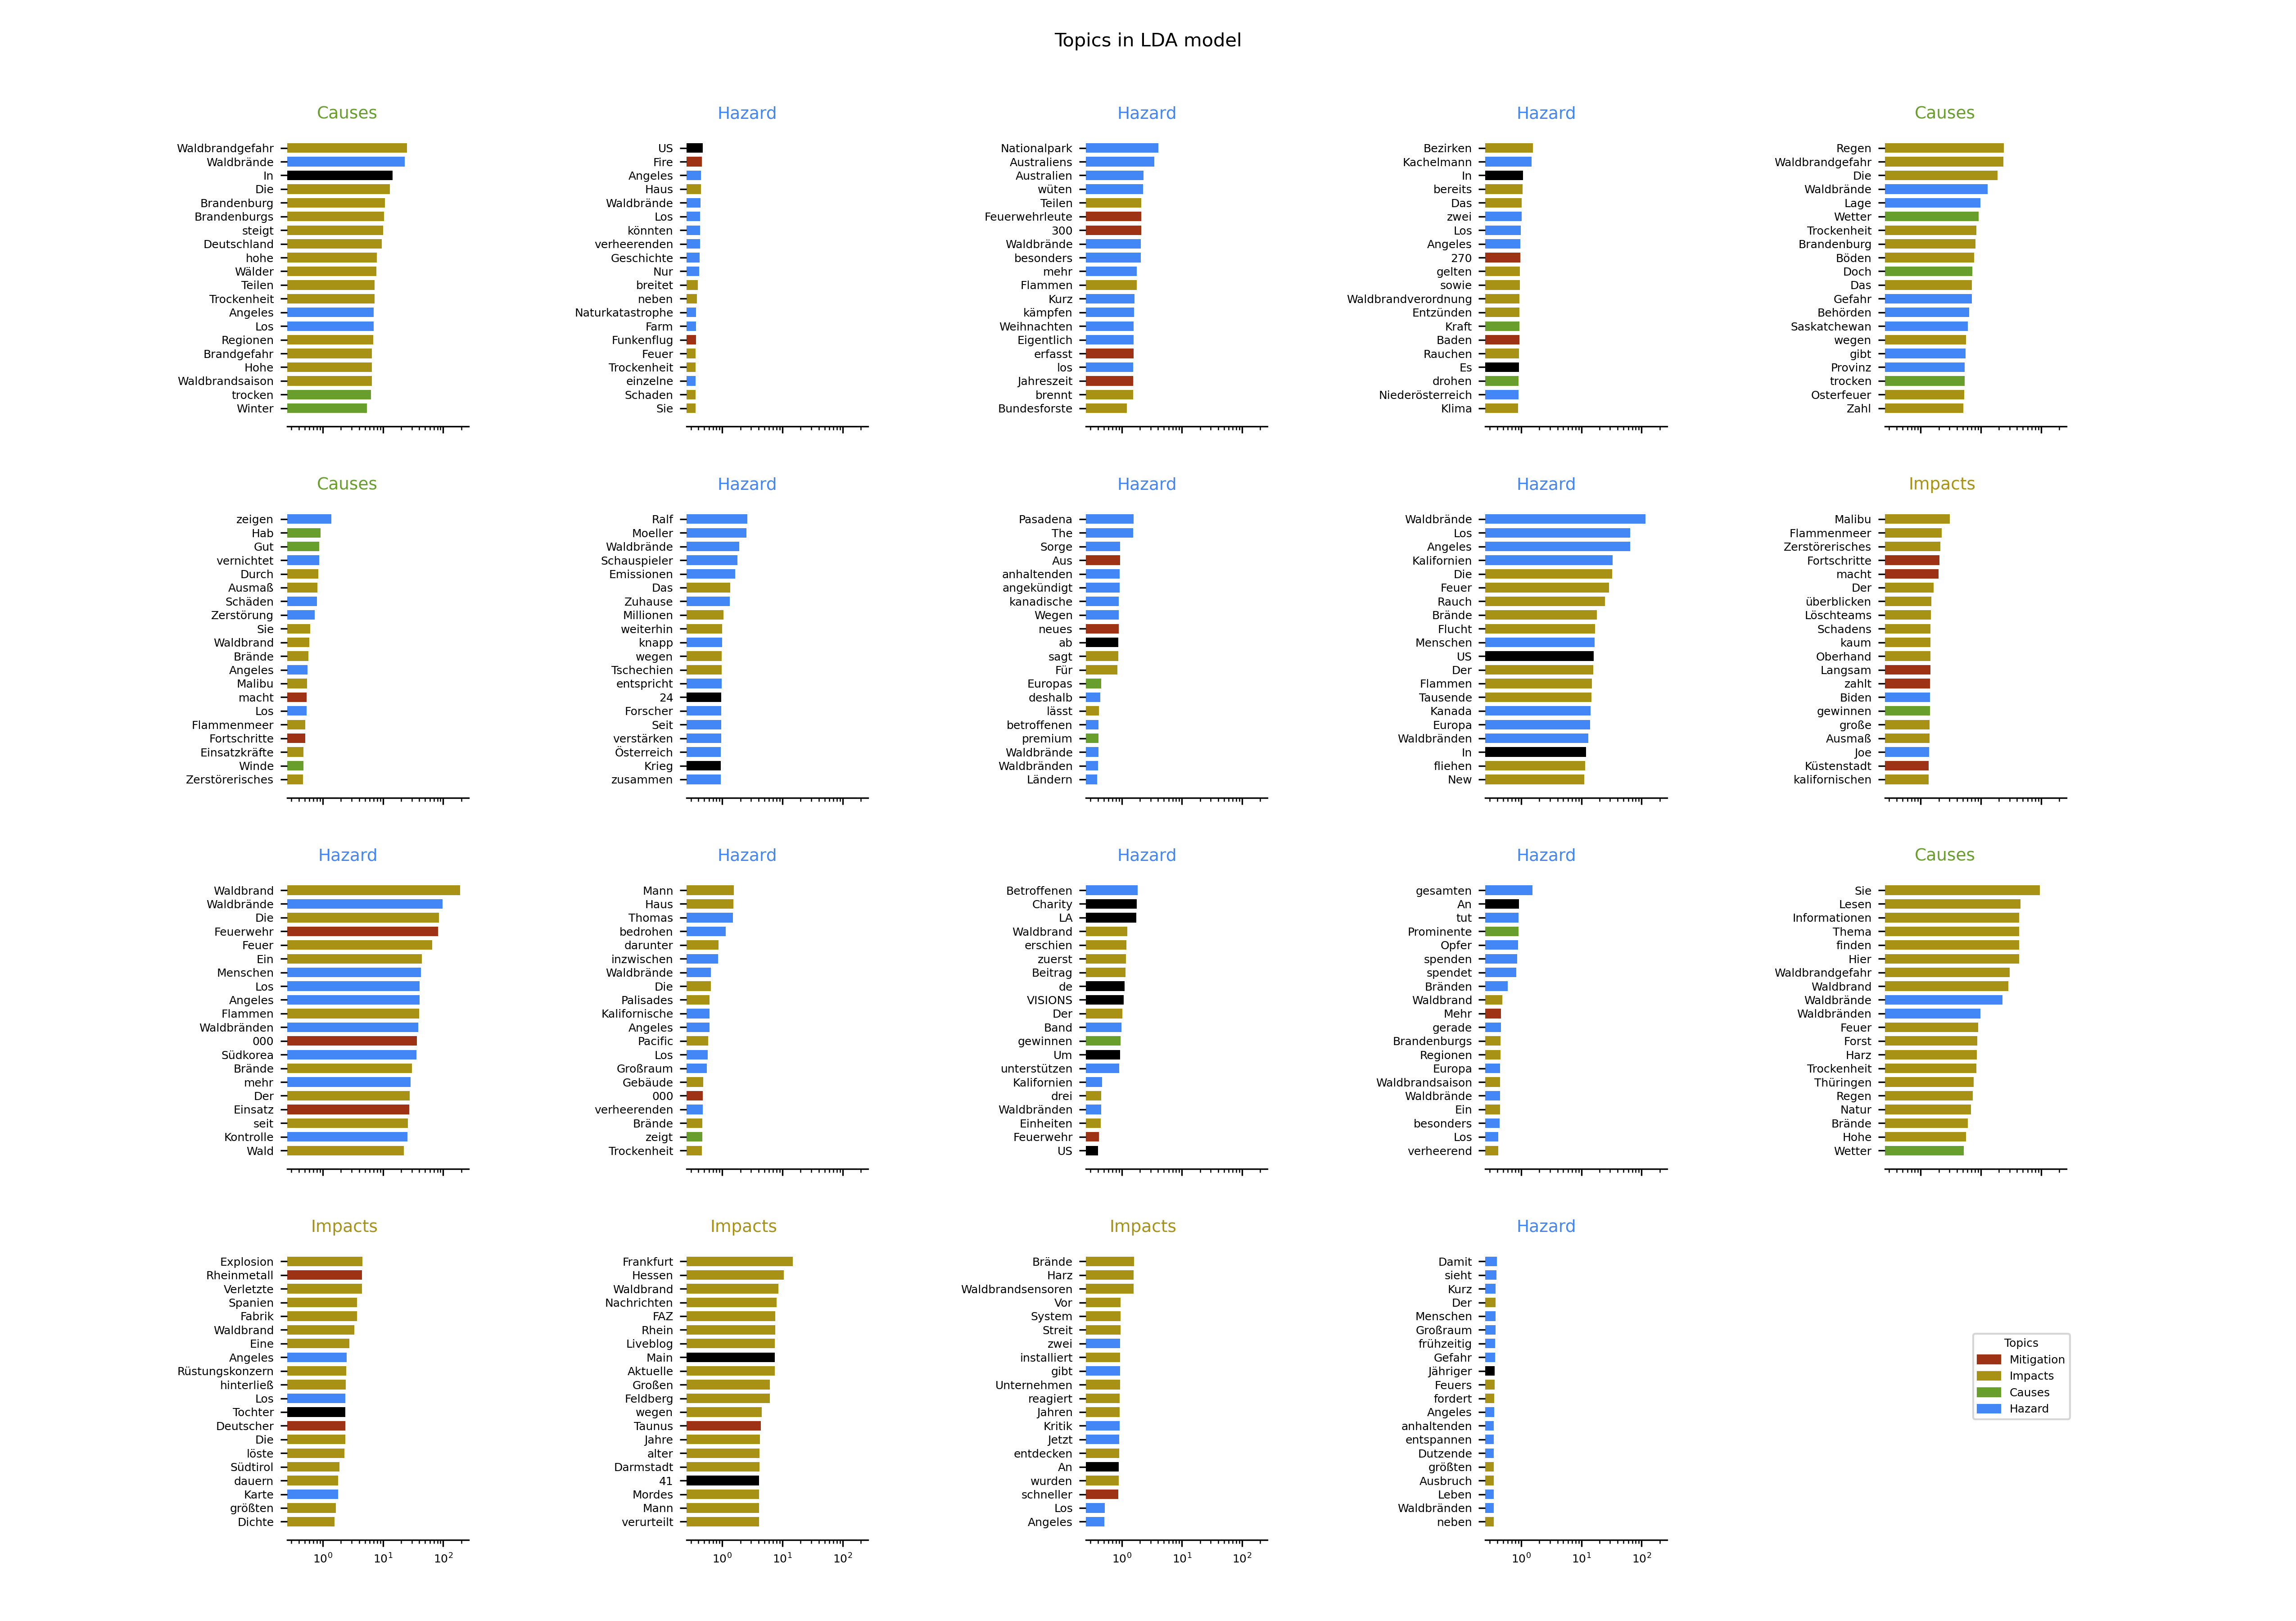 Topics in LDA model
Causes
Waldbrandgefahr
Waldbrände
In
Die
Brandenburg
Brandenburgs
steigt
Deutschland
hohe
Wälder
Teilen
Trockenheit
Angeles
Los
Regionen
Brandgefahr
Hohe
Waldbrandsaison
trocken
Winter
Hazard
US
Fire
Angeles
Haus
Waldbrände
Los
könnten
verheerenden
Geschichte
Nur
breitet
neben
Naturkatastrophe
Farm
Funkenflug
Feuer
Trockenheit
einzelne
Schaden
Sie
Hazard
Nationalpark
Australiens
Australien
wüten
Teilen
Feuerwehrleute
300
Waldbrände
besonders
mehr
Flammen
Kurz
kämpfen
Weihnachten
Eigentlich
erfasst
los
Jahreszeit
brennt
Bundesforste
Hazard
Bezirken
Kachelmann
In
bereits
Das
zwei
Los
Angeles
270
gelten
sowie
Waldbrandverordnung
Entzünden
Kraft
Baden
Rauchen
Es
drohen
Niederösterreich
Klima
Causes
Regen
Waldbrandgefahr
Die
Waldbrände
Lage
Wetter
Trockenheit
Brandenburg
Böden
Doch
Das
Gefahr
Behörden
Saskatchewan
wegen
gibt
Provinz
trocken
Osterfeuer
Zahl
Causes
zeigen
Hab
Gut
vernichtet
Durch
Ausmaß
Schäden
Zerstörung
Sie
Waldbrand
Brände
Angeles
Malibu
macht
Los
Flammenmeer
Fortschritte
Einsatzkräfte
Winde
Zerstörerisches
Hazard
Ralf
Moeller
Waldbrände
Schauspieler
Emissionen
Das
Zuhause
Millionen
weiterhin
knapp
wegen
Tschechien
entspricht
24
Forscher
Seit
verstärken
Österreich
Krieg
zusammen
Hazard
Pasadena
The
Sorge
Aus
anhaltenden
angekündigt
kanadische
Wegen
neues
ab
sagt
Für
Europas
deshalb
lässt
betroffenen
premium
Waldbrände
Waldbränden
Ländern
Hazard
Waldbrände
Los
Angeles
Kalifornien
Die
Feuer
Rauch
Brände
Flucht
Menschen
US
Der
Flammen
Tausende
Kanada
Europa
Waldbränden
In
fliehen
New
Impacts
Malibu
Flammenmeer
Zerstörerisches
Fortschritte
macht
Der
überblicken
Löschteams
Schadens
kaum
Oberhand
Langsam
zahlt
Biden
gewinnen
große
Ausmaß
Joe
Küstenstadt
kalifornischen
Hazard
Waldbrand
Waldbrände
Die
Feuerwehr
Feuer
Ein
Menschen
Los
Angeles
Flammen
Waldbränden
000
Südkorea
Brände
mehr
Der
Einsatz
seit
Kontrolle
Wald
Hazard
Mann
Haus
Thomas
bedrohen
darunter
inzwischen
Waldbrände
Die
Palisades
Kalifornische
Angeles
Pacific
Los
Großraum
Gebäude
000
verheerenden
Brände
zeigt
Trockenheit
Hazard
Betroffenen
Charity
LA
Waldbrand
erschien
zuerst
Beitrag
de
VISIONS
Der
Band
gewinnen
Um
unterstützen
Kalifornien
drei
Waldbränden
Einheiten
Feuerwehr
US
Hazard
gesamten
An
tut
Prominente
Opfer
spenden
spendet
Bränden
Waldbrand
Mehr
gerade
Brandenburgs
Regionen
Europa
Waldbrandsaison
Waldbrände
Ein
besonders
Los
verheerend
Causes
Sie
Lesen
Informationen
Thema
finden
Hier
Waldbrandgefahr
Waldbrand
Waldbrände
Waldbränden
Feuer
Forst
Harz
Trockenheit
Thüringen
Regen
Natur
Brände
Hohe
Wetter
Impacts
Explosion
Rheinmetall
Verletzte
Spanien
Fabrik
Waldbrand
Eine
Angeles
Rüstungskonzern
hinterließ
Los
Tochter
Deutscher
Die
löste
Südtirol
dauern
Karte
größten
Dichte
10⁰ 10¹ 10²
Impacts
Frankfurt
Hessen
Waldbrand
Nachrichten
FAZ
Rhein
Liveblog
Main
Aktuelle
Großen
Feldberg
wegen
Taunus
Jahre
alter
Darmstadt
41
Mordes
Mann
verurteilt
10⁰ 10¹ 10²
Impacts
Brände
Harz
Waldbrandsensoren
Vor
System
Streit
zwei
installiert
gibt
Unternehmen
reagiert
Jahren
Kritik
Jetzt
entdecken
An
wurden
schneller
Los
Angeles
10⁰ 10¹ 10²
Hazard
Damit
sieht
Kurz
Der
Menschen
Großraum
frühzeitig
Gefahr
Jähriger
Feuers
fordert
Angeles
anhaltenden
entspannen
Dutzende
größten
Ausbruch
Leben
Waldbränden
neben
10⁰ 10¹ 10²
Topics
Mitigation
Impacts
Causes
Hazard